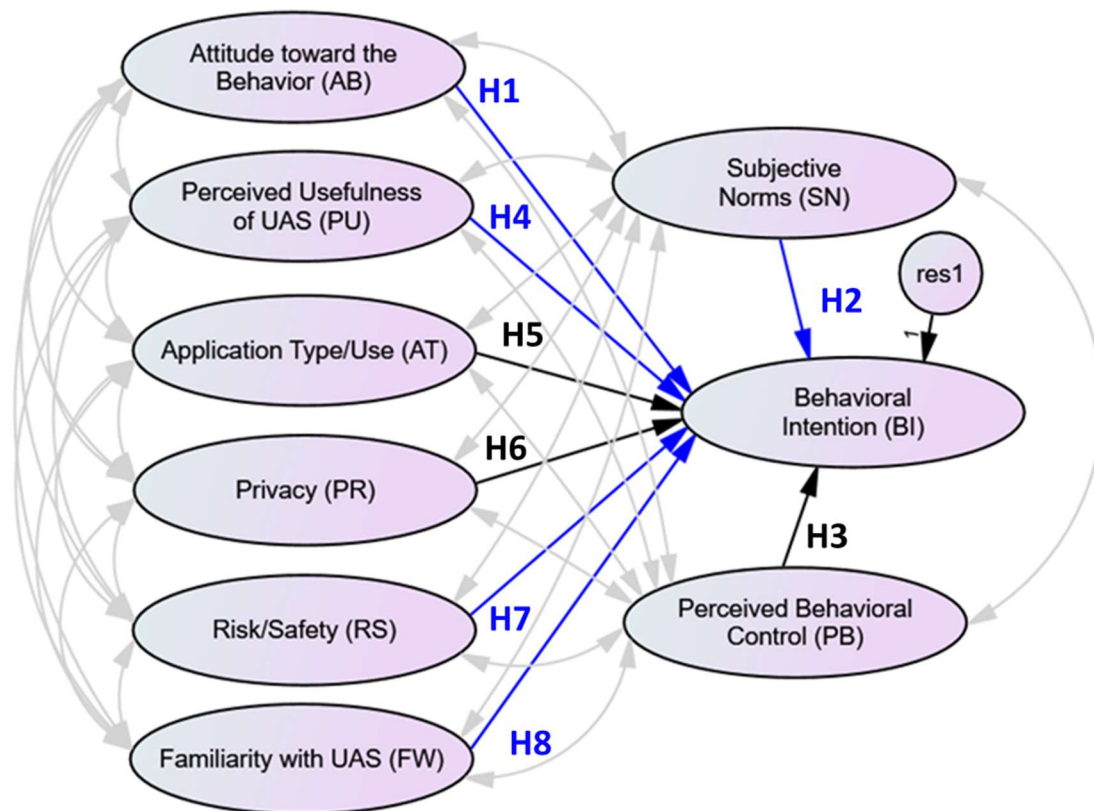 Attitude toward the
Behavior (AB)
H1
Perceived Usefulness
of UAS (PU)
H4
Subjective
Norms (SN)
res1
H2
1
Application Type/Use (AT)
H5
Behavioral
Intention (BI)
Privacy (PR)
H6
H3
Risk/Safety (RS)
H7
Perceived Behavioral
Control (PB)
Familiarity with UAS (FW)
H8